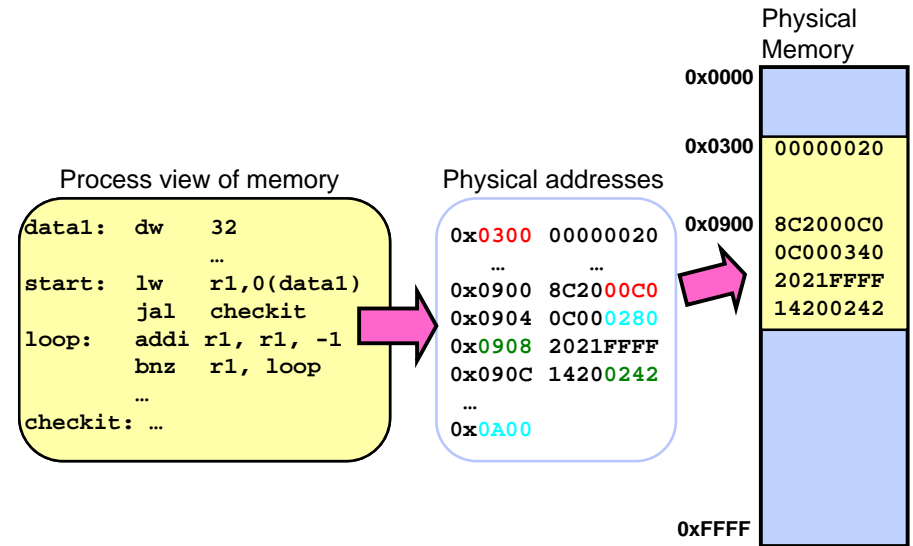 Process view of memory
data1: dw 32
…
start: lw r1,0(data1)
jal checkit
loop: addi r1, r1, -1
bnz r1, loop
…
checkit: …
Physical addresses
0x0300 00000020
… …
0x0900 8C2000C0
0x0904 0C000280
0x0908 2021FFFF
0x090C 14200242
…
0x0A00
Physical
Memory
0x0000
0x0300 00000020
0x0900 8C2000C0
0C000340
2021FFFF
14200242
0xFFFF